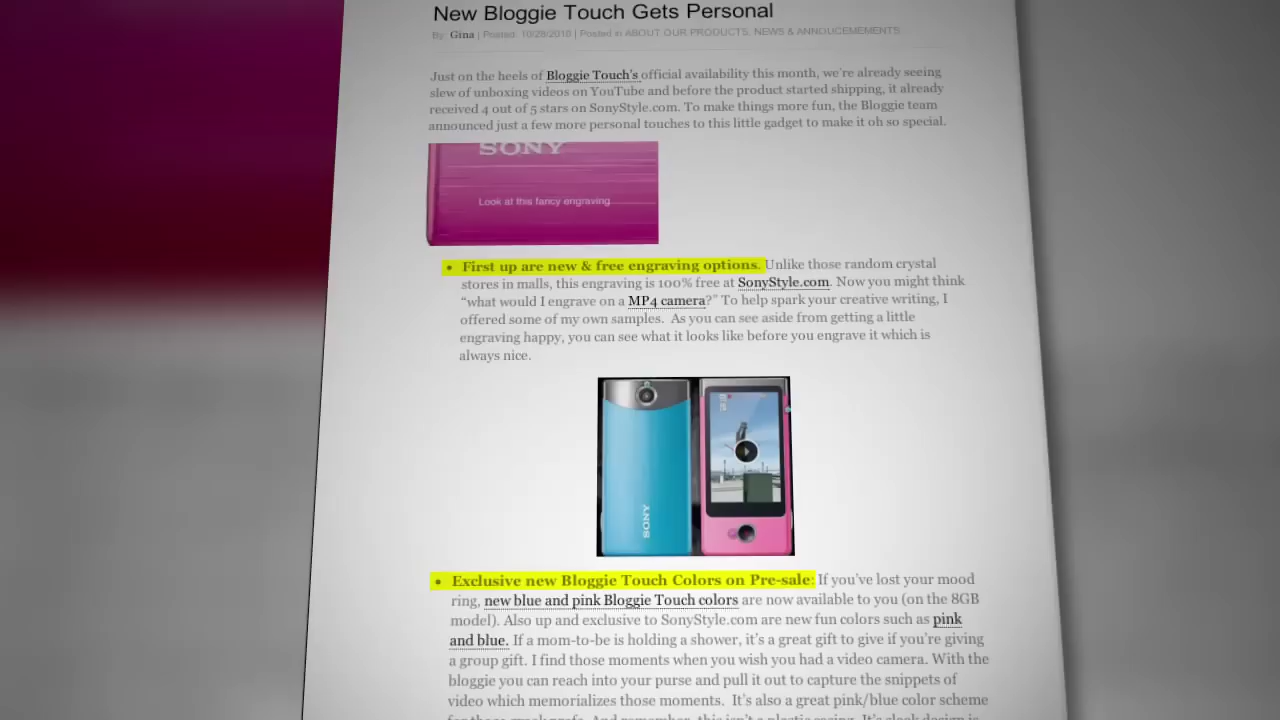 New Bloggie Touch Gets Personal
By: Gina | Posted: 10/28/2010 | Posted in ABOUT OUR PRODUCTS, NEWS & ANNOUCEMEMENTS
Just on the heels of Bloggie Touch's official availability this month, we're already seeing
slew of unboxing videos on YouTube and before the product started shipping, it already
received 4 out of 5 stars on SonyStyle.com. To make things more fun, the Bloggie team
announced just a few more personal touches to this little gadget to make it oh so special.
SONY
Look at this fancy engraving
• First up are new & free engraving options. Unlike those random crystal
stores in malls, this engraving is 100% free at SonyStyle.com. Now you might think
“what would I engrave on a MP4 camera?” To help spark your creative writing, I
offered some of my own samples. As you can see aside from getting a little
engraving happy, you can see what it looks like before you engrave it which is
always nice.
SONY
• Exclusive new Bloggie Touch Colors on Pre-sale: If you've lost your mood
ring, new blue and pink Bloggie Touch colors are now available to you (on the 8GB
model). Also up and exclusive to SonyStyle.com are new fun colors such as pink
and blue. If a mom-to-be is holding a shower, it's a great gift to give if you're giving
a group gift. I find those moments when you wish you had a video camera. With the
bloggie you can reach into your purse and pull it out to capture the snippets of
video which memorializes those moments. It's also a great pink/blue color scheme